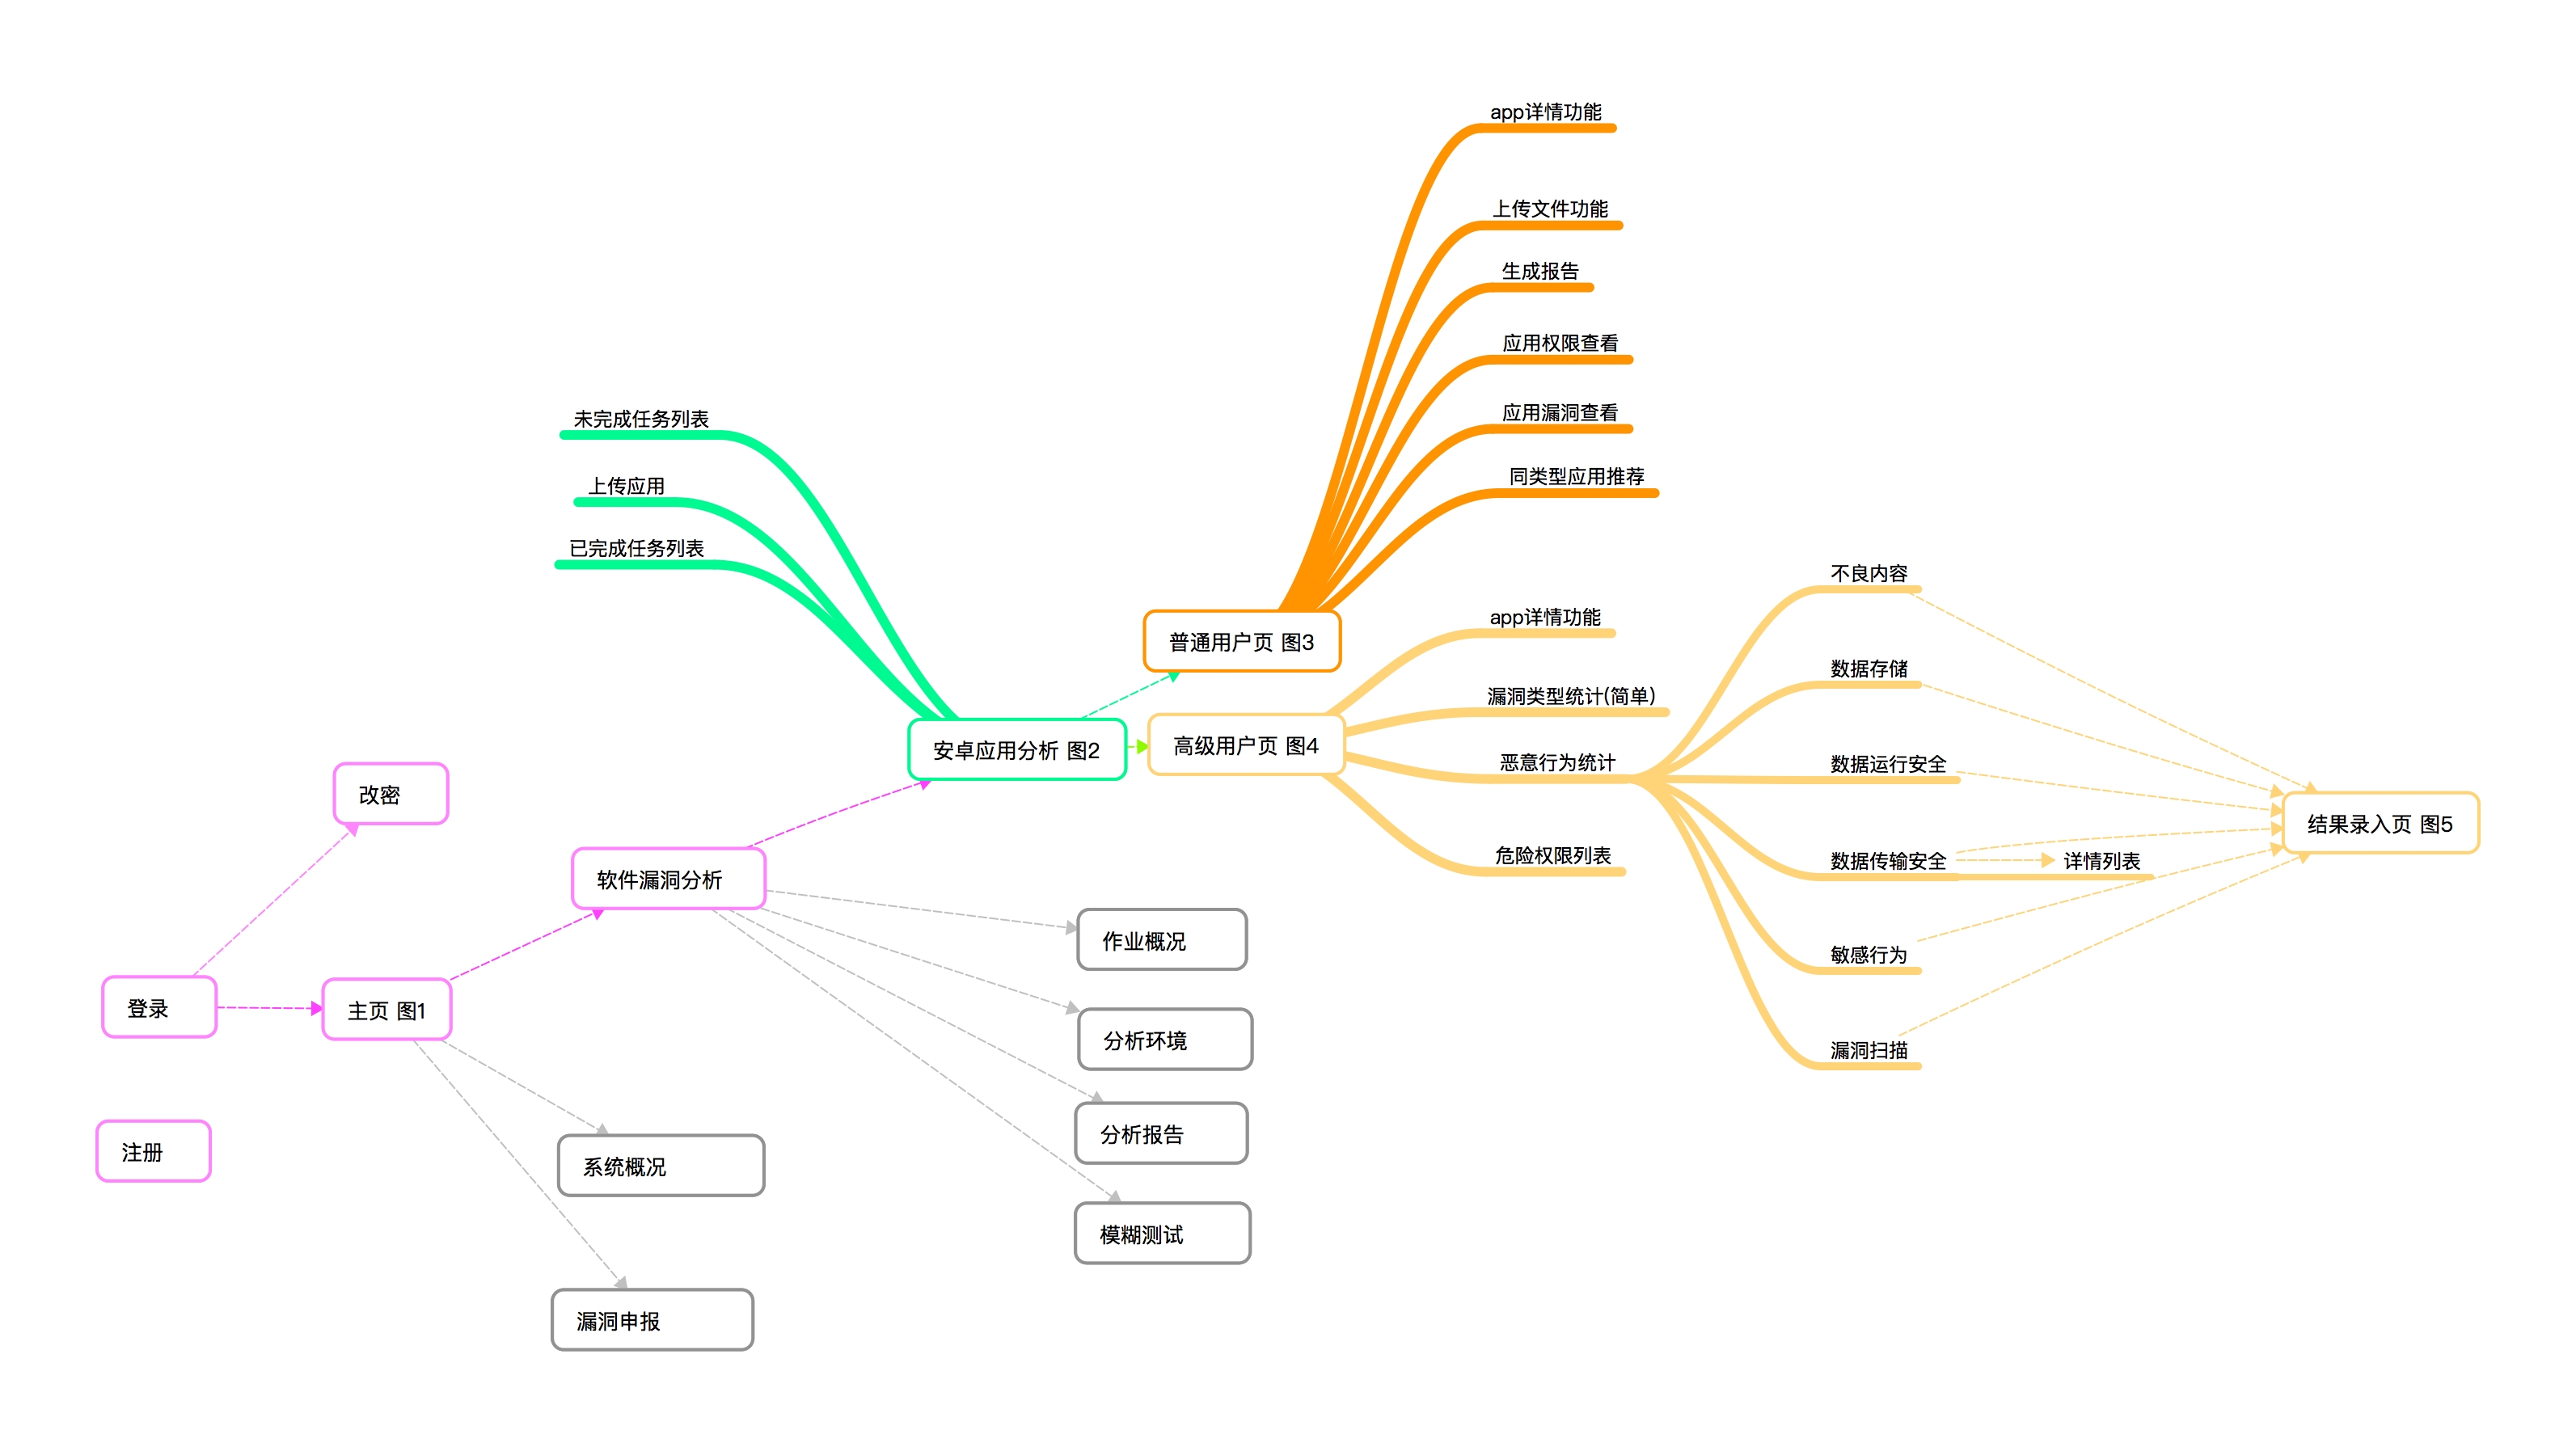 app详情功能
上传文件功能
生成报告
应用权限查看
应用漏洞查看
同类型应用推荐
未完成任务列表
上传应用
已完成任务列表
普通用户页 图3
安卓应用分析 图2
高级用户页 图4
app详情功能
漏洞类型统计(简单)
恶意行为统计
危险权限列表
不良内容
数据存储
数据运行安全
数据传输安全
详情列表
敏感行为
漏洞扫描
结果录入页 图5
改密
软件漏洞分析
登录
主页 图1
注册
作业概况
分析环境
分析报告
模糊测试
系统概况
漏洞申报